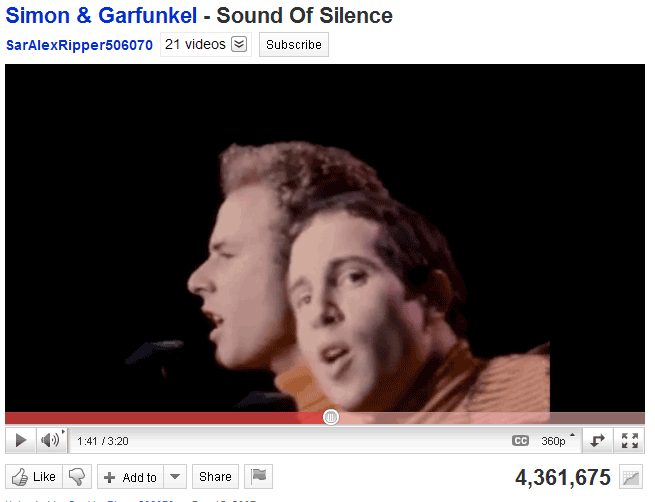 Simon & Garfunkel - Sound Of Silence
SarAlexRipper506070 21 videos Subscribe
1:41 / 3:20 CC 360p
Like Add to Share 4,361,675